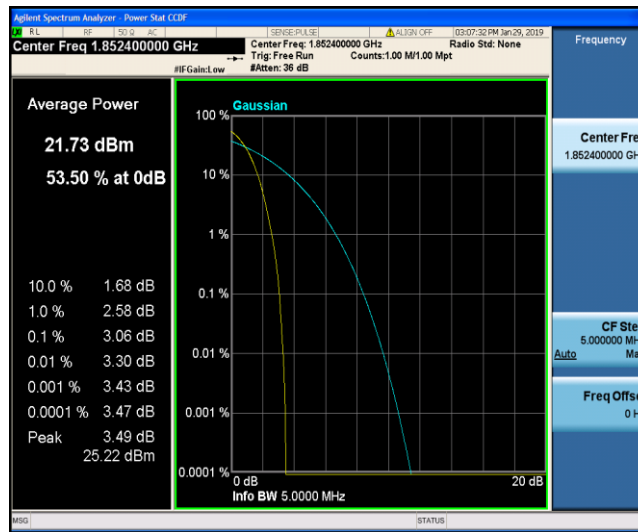 Agilent Spectrum Analyzer - Power Stat CCDF
RL RF 50 Ω AC SENSE:PULSE ALIGN OFF 03:07:32 PM Jan 29, 2019
Center Freq 1.852400000 GHz
Center Freq: 1.852400000 GHz Radio Std: None
Trig: Free Run Counts:1.00 M/1.00 Mpt
#IFGain:Low #Atten: 36 dB
Frequency
Average Power
21.73 dBm
53.50 % at 0dB
10.0 % 1.68 dB
1.0 % 2.58 dB
0.1 % 3.06 dB
0.01 % 3.30 dB
0.001 % 3.43 dB
0.0001 % 3.47 dB
Peak 3.49 dB
25.22 dBm
Gaussian
100 %
10 %
1 %
0.1 %
0.01 %
0.001 %
0.0001 %
0 dB 20 dB
Info BW 5.0000 MHz
Center Fre
1.852400000 GH
CF Ste
5.000000 MH
Auto Ma
Freq Offse
0 H
MSG STATUS